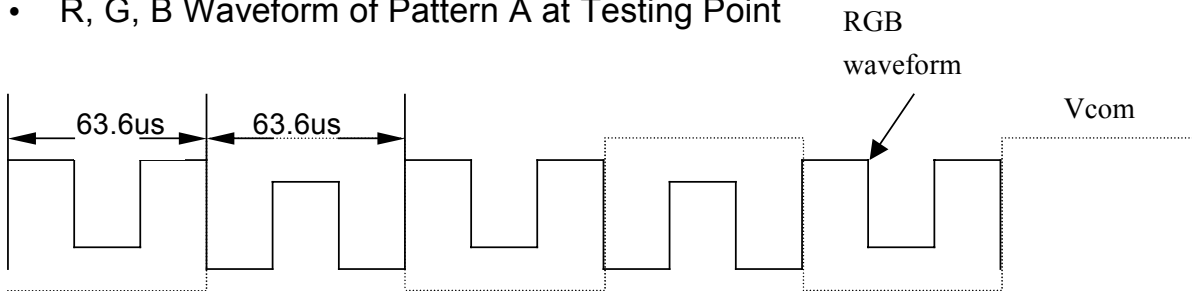 • R, G, B Waveform of Pattern A at Testing Point
RGB
waveform
Vcom
63.6us 63.6us